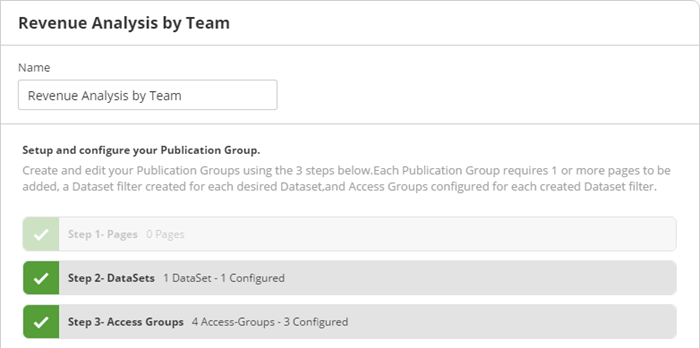 Revenue Analysis by Team
Name
Revenue Analysis by Team
Setup and configure your Publication Group.
Create and edit your Publication Groups using the 3 steps below.Each Publication Group requires 1 or more pages to be
added, a Dataset filter created for each desired Dataset,and Access Groups configured for each created Dataset filter.
Step 1- Pages 0 Pages
Step 2- DataSets 1 DataSet - 1 Configured
Step 3- Access Groups 4 Access-Groups - 3 Configured